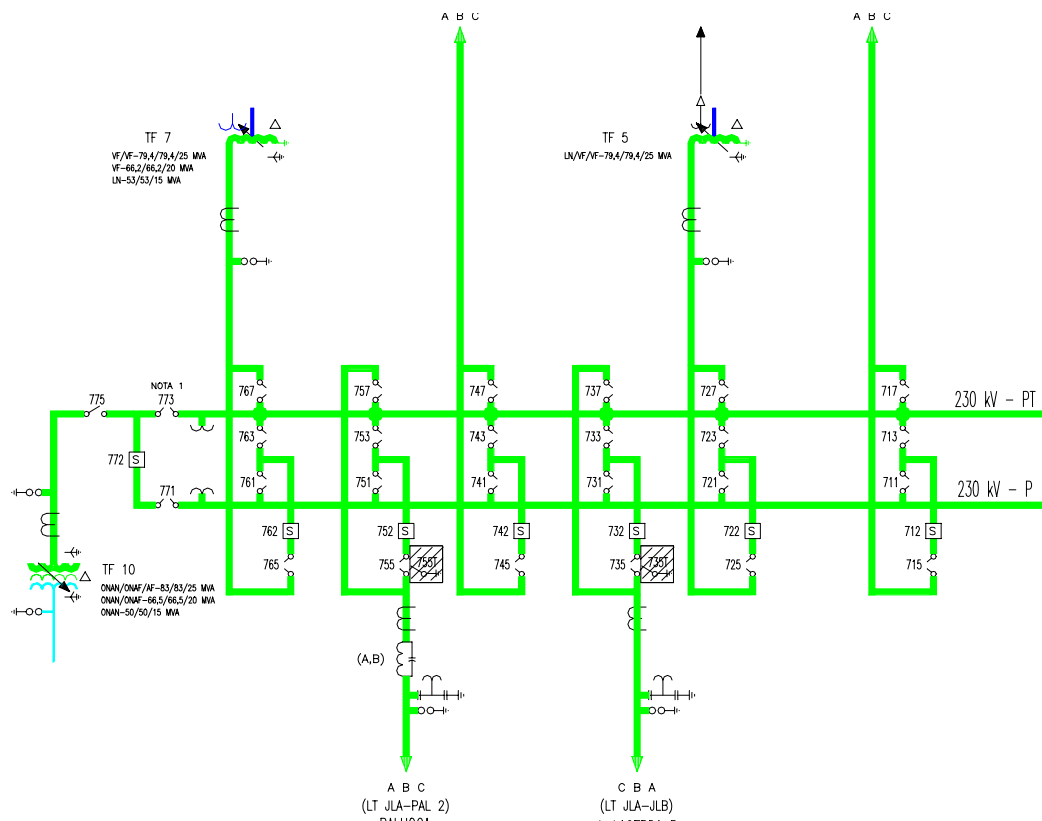 A B C
A B C
TF 7
VF/VF-79,4/79,4/25 MVA
VF-66,2/66,2/20 MVA
LN-53/53/15 MVA
TF 5
LN/VF/VF-79,4/79,4/25 MVA
767
757
747
737
727
717
775
NOTA 1
773
230 kV - PT
763
753
743
733
723
713
772
S
771
761
751
741
731
721
711
230 kV - P
762
S
752
S
742
S
732
S
722
S
712
S
765
755
755T
745
735
735T
725
715
TF 10
ONAN/ONAF/AF-83/83/25 MVA
ONAN/ONAF-66,5/66,5/20 MVA
ONAN-50/50/15 MVA
(A,B)
A B C
(LT JLA-PAL 2)
C B A
(LT JLA-JLB)